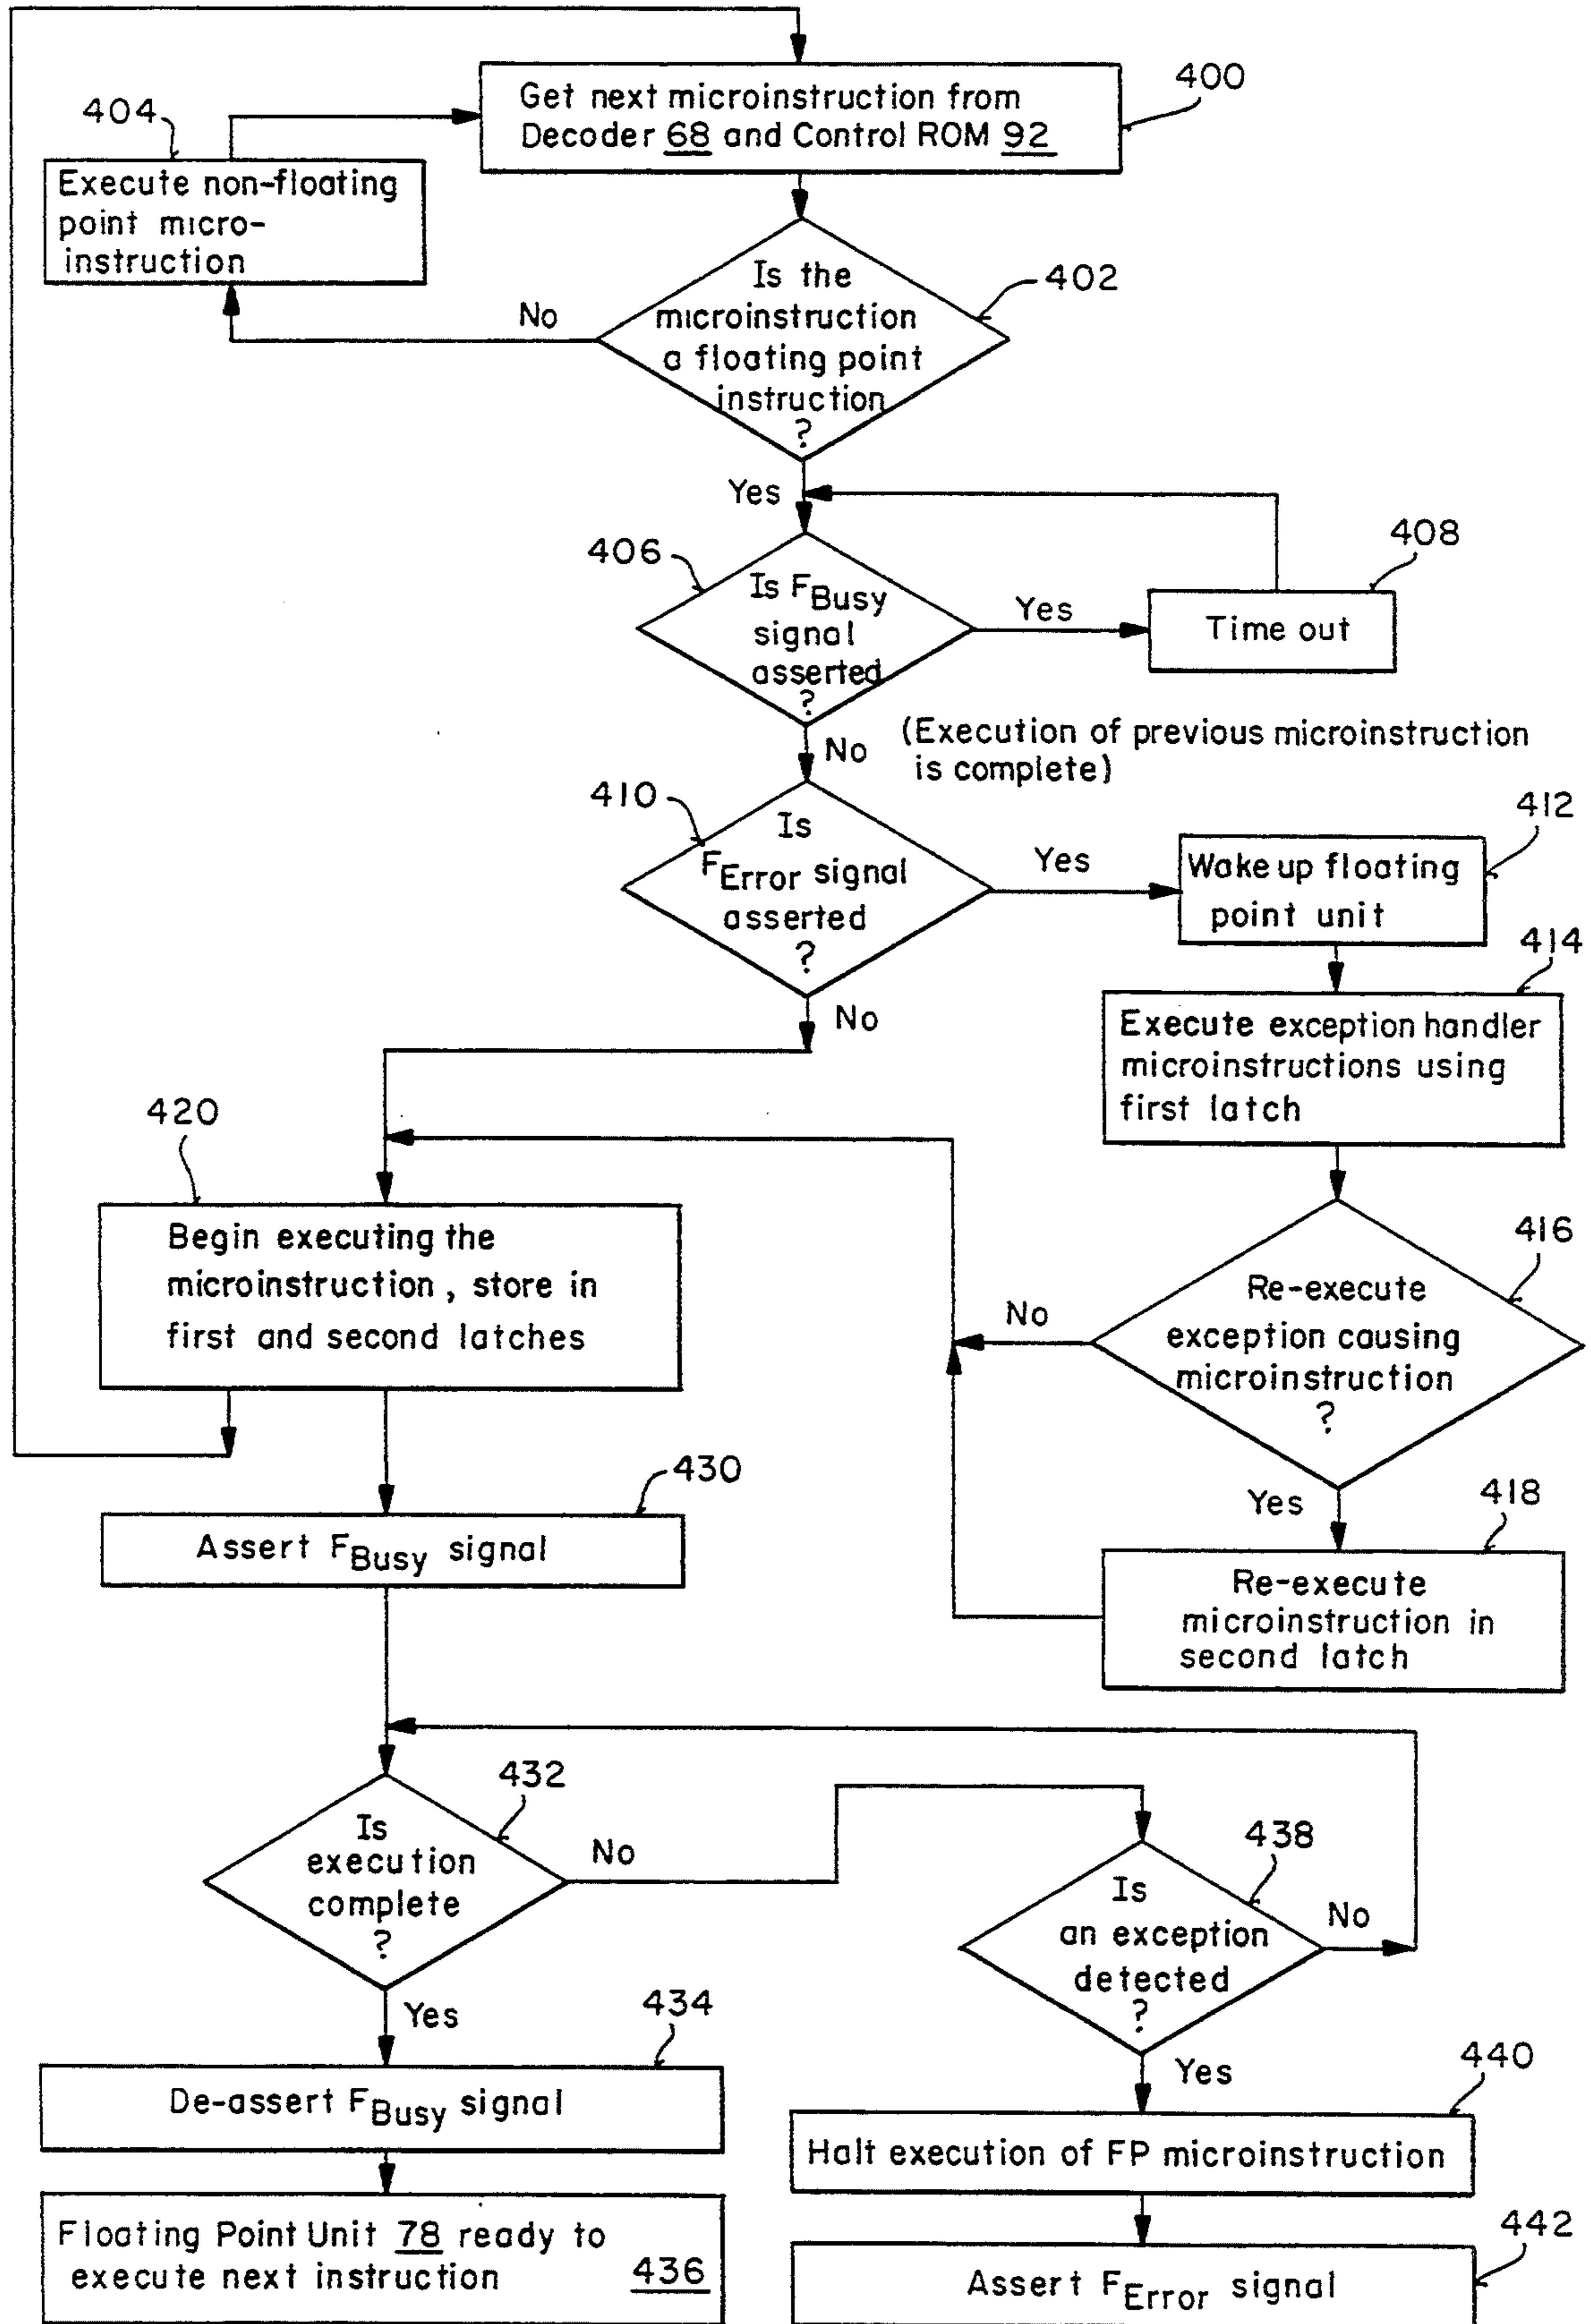 400
Get next microinstruction from
Decoder 68 and Control ROM 92
404
Execute non-floating
point micro-
instruction
402
Is the
microinstruction
a floating point
instruction
?
No
Yes
406
Is FBusy
signal
asserted
?
Yes
408
Time out
No
(Execution of previous microinstruction
is complete)
410
Is
FError signal
asserted
?
Yes
412
Wake up floating
point unit
No
414
Execute exception handler
microinstructions using
first latch
420
Begin executing the
microinstruction, store in
first and second latches
416
Re-execute
exception causing
microinstruction
?
No
Yes
418
Re-execute
microinstruction in
second latch
430
Assert FBusy signal
432
Is
execution
complete
?
No
438
Is
an exception
detected
?
No
Yes
434
De-assert FBusy signal
Yes
440
Halt execution of FP microinstruction
Floating Point Unit 78 ready to
execute next instruction 436
442
Assert FError signal